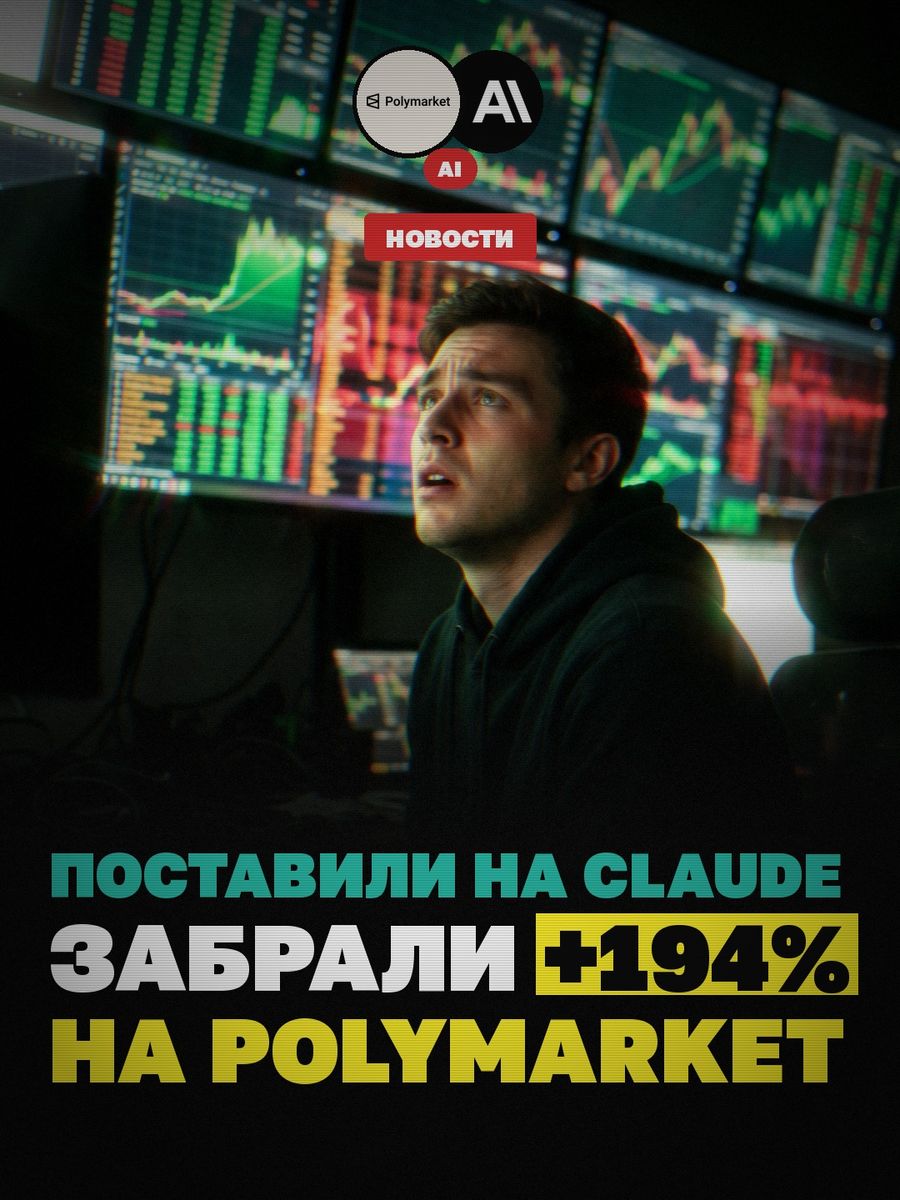 Polymarket
AI
AI
НОВОСТИ
ПОСТАВИЛИ НА CLAUDE
ЗАБРАЛИ +194%
НА POLYMARKET